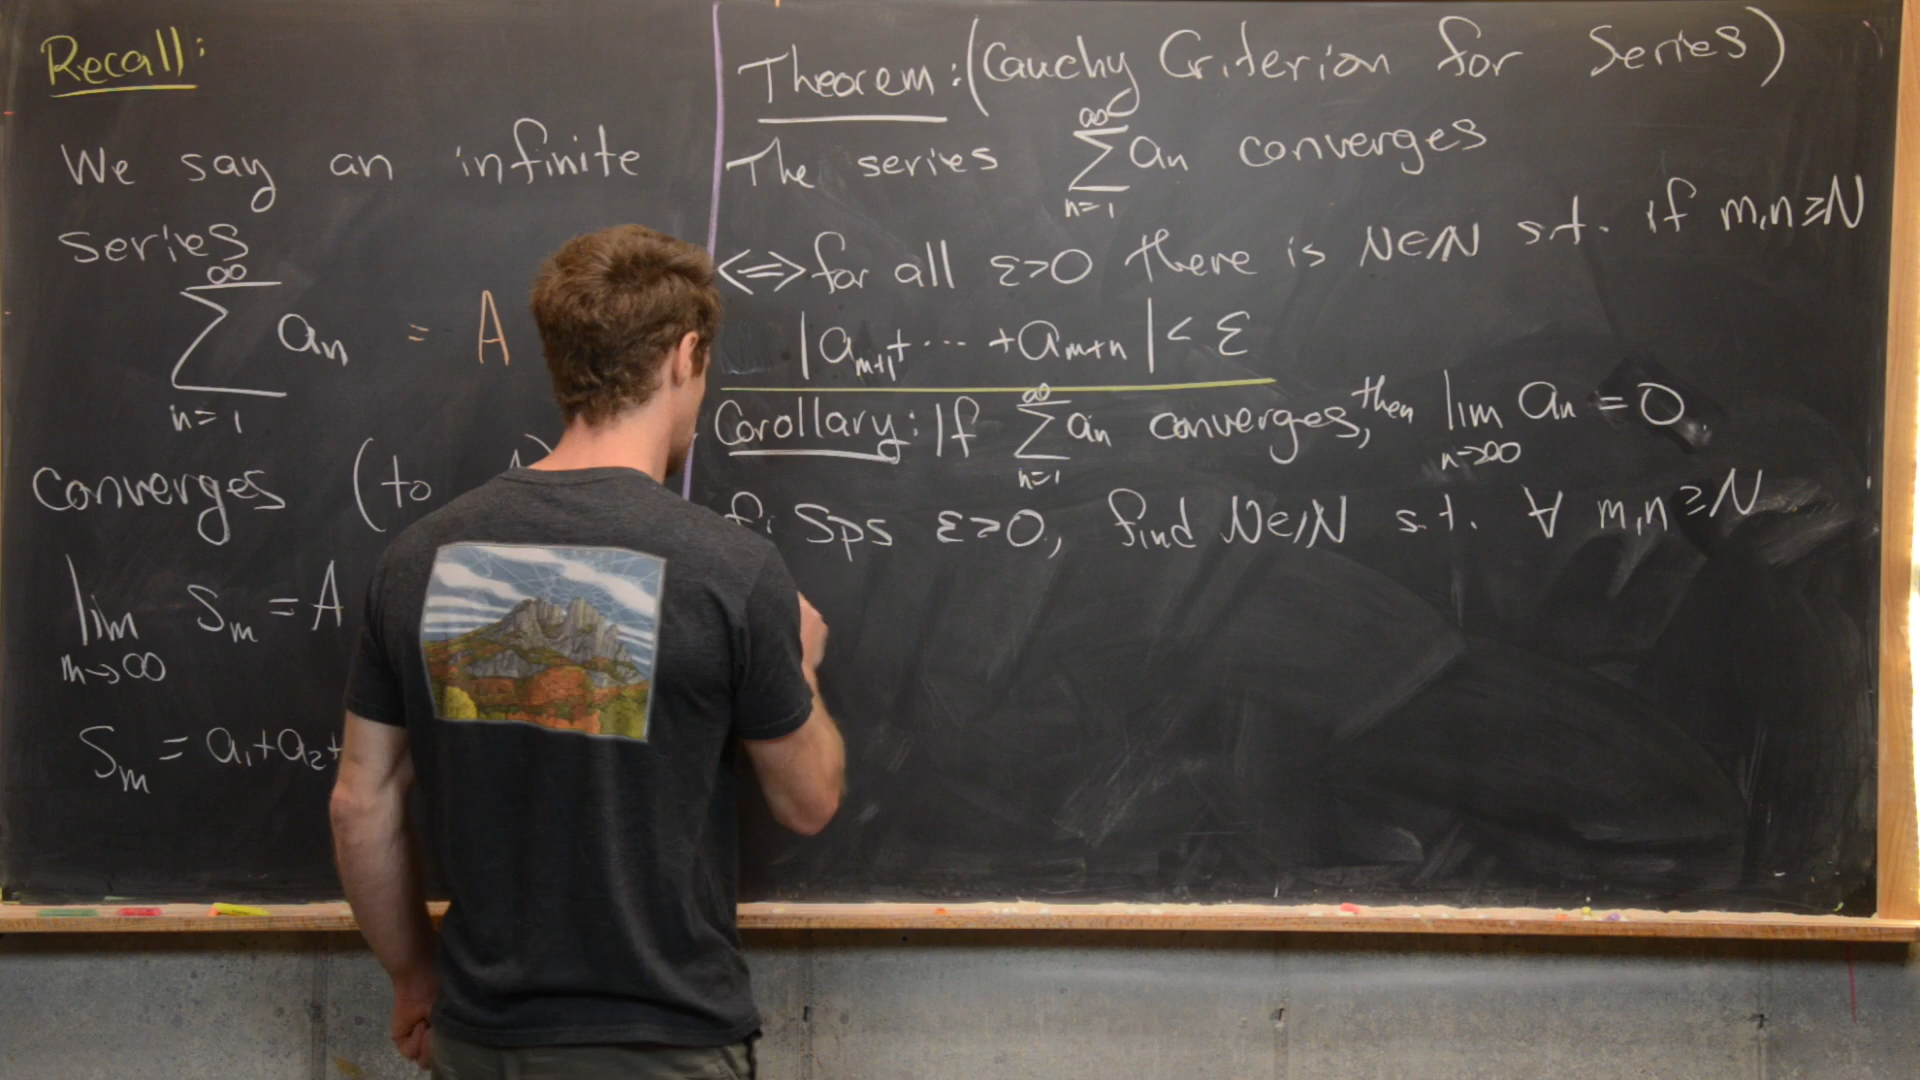 Recall:
We say an infinite
series
∞
∑ an = A
n=1
Converges (to
lim Sm = A
m→∞
Sm = a1+a2+
Theorem: (Cauchy Criterion for Series)
The series ∞∑n=1 an converges
⟺ for all ε>0 there is N∈ℕ s.t. if m,n≥N
|am+1+ ··· +am+n| < ε
Corollary: If ∞∑n=1 an converges, then lim n→∞ an = 0.
Sps ε>0, find N∈ℕ s.t. ∀ m,n≥N